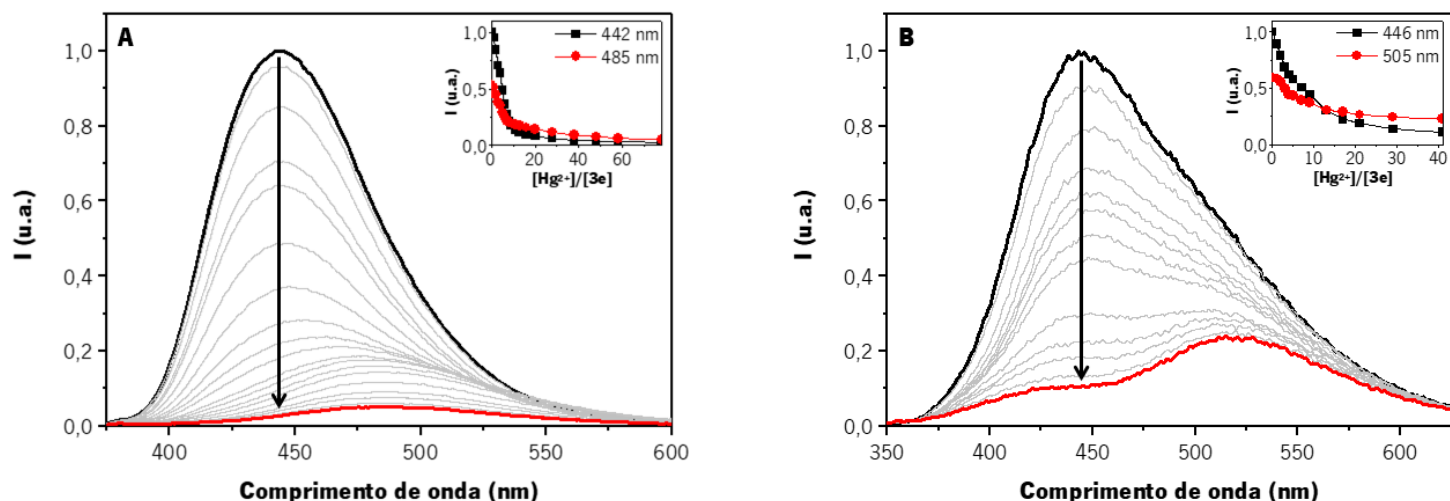 A
I (u.a.)
1,0
0,8
0,6
0,4
0,2
0,0
400
450
500
550
600
Comprimento de onda (nm)
I (u.a.)
1,0
0,5
0,0
442 nm
485 nm
0
20
40
60
[Hg²⁺]/[3e]
B
I (u.a.)
1,0
0,8
0,6
0,4
0,2
0,0
350
400
450
500
550
600
Comprimento de onda (nm)
I (u.a.)
1,0
0,5
0,0
446 nm
505 nm
0
10
20
30
40
[Hg²⁺]/[3e]